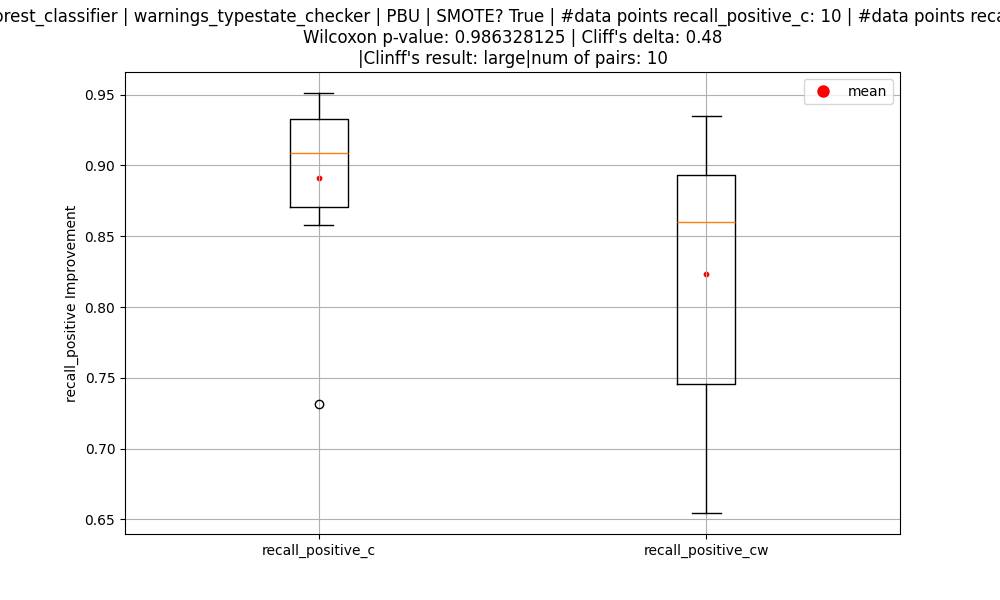 | warnings_typestate_checker | PBU | SMOTE? True | #data points recall_positive_c: 10 | #data points
Wilcoxon p-value: 0.986328125 | Cliff's delta: 0.48
|Clinff's result: large|num of pairs: 10
mean
0.95
0.90
0.85
0.80
0.75
0.70
0.65
recall_positive Improvement
recall_positive_c
recall_positive_cw